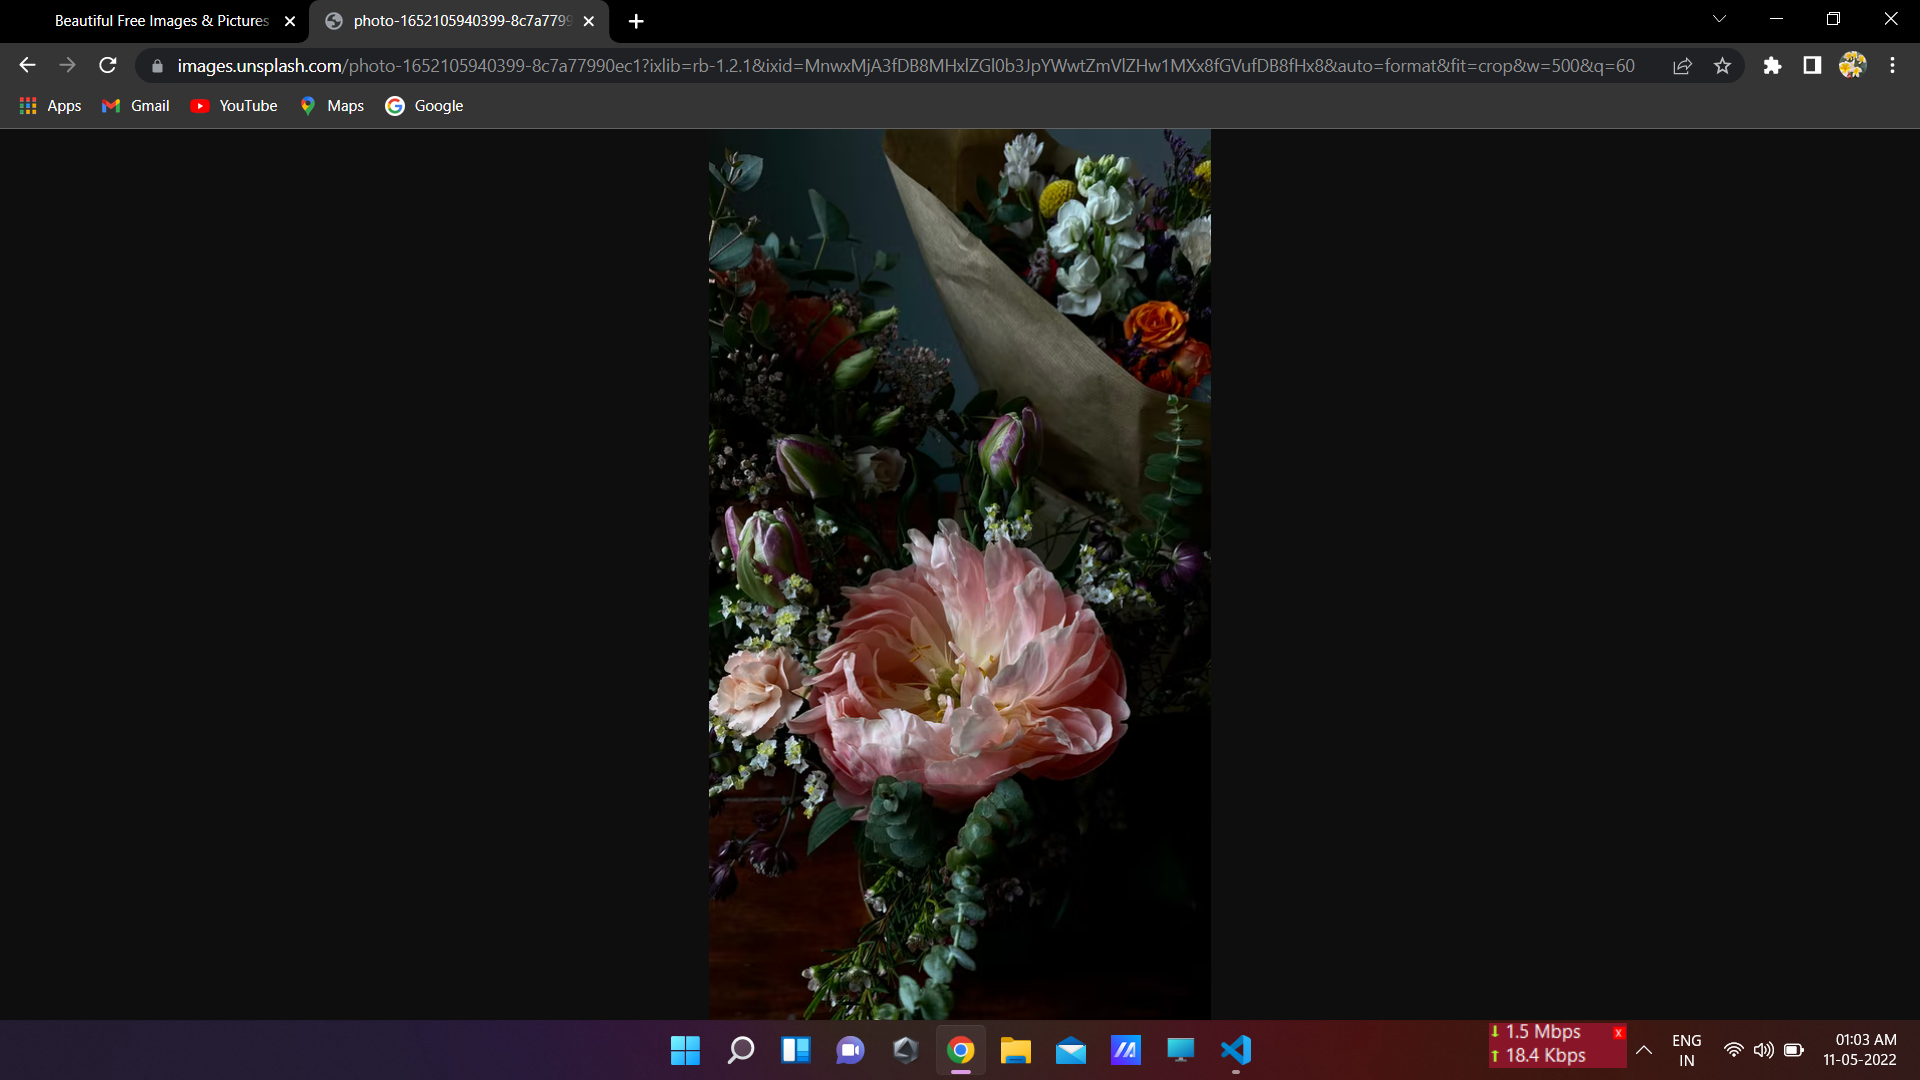 Beautiful Free Images & Pictures
photo-1652105940399-8c7a7799
images.unsplash.com/photo-1652105940399-8c7a77990ec1?ixlib=rb-1.2.1&ixid=MnwxMjA3fDB8MHxlZGl0b3JpYWwtZmVlZHw1MXx8fGVufDB8fHx8&auto=format&fit=crop&w=500&q=60
Apps Gmail YouTube Maps Google
1.5 Mbps x
18.4 Kbps
ENG
IN
01:03 AM
11-05-2022